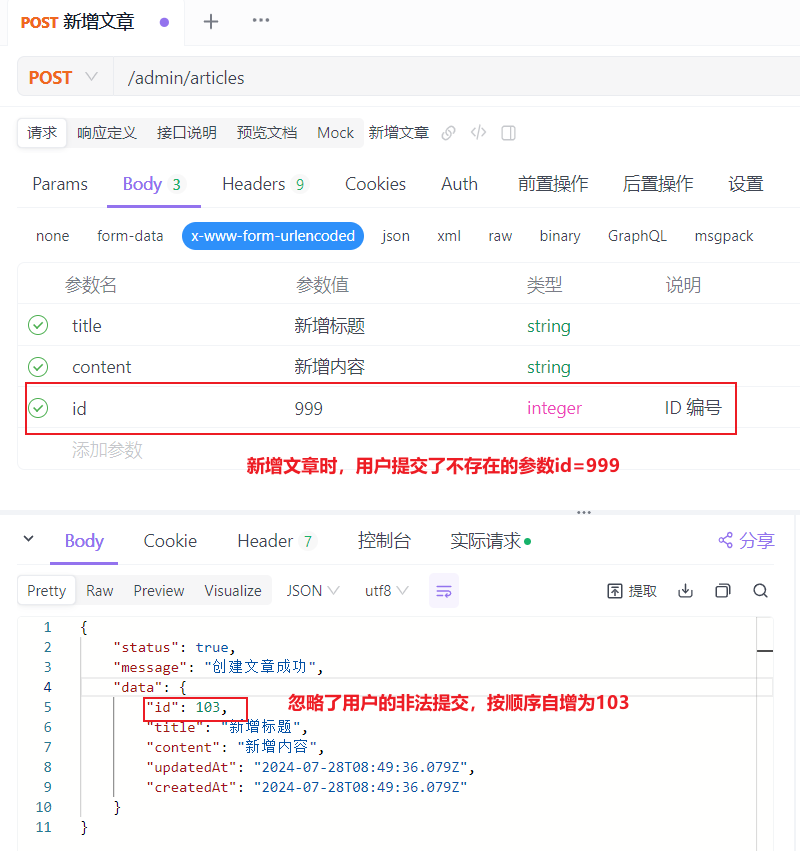 POST 新增文章
POST /admin/articles
请求 响应定义 接口说明 预览文档 Mock 新增文章
Params Body 3 Headers 9 Cookies Auth 前置操作 后置操作 设置
none form-data x-www-form-urlencoded json xml raw binary GraphQL msgpack
参数名 参数值 类型 说明
title 新增标题 string
content 新增内容 string
id 999 integer ID 编号
添加参数
新增文章时，用户提交了不存在的参数id=999
Body Cookie Header 7 控制台 实际请求 分享
Pretty Raw Preview Visualize JSON utf8 提取
1 {
2 "status": true,
3 "message": "创建文章成功",
4 "data": {
5 "id": 103,
忽略了用户的非法提交，按顺序自增为103
6 "title": "新增标题",
7 "content": "新增内容",
8 "updatedAt": "2024-07-28T08:49:36.079Z",
9 "createdAt": "2024-07-28T08:49:36.079Z"
10 }
11 }